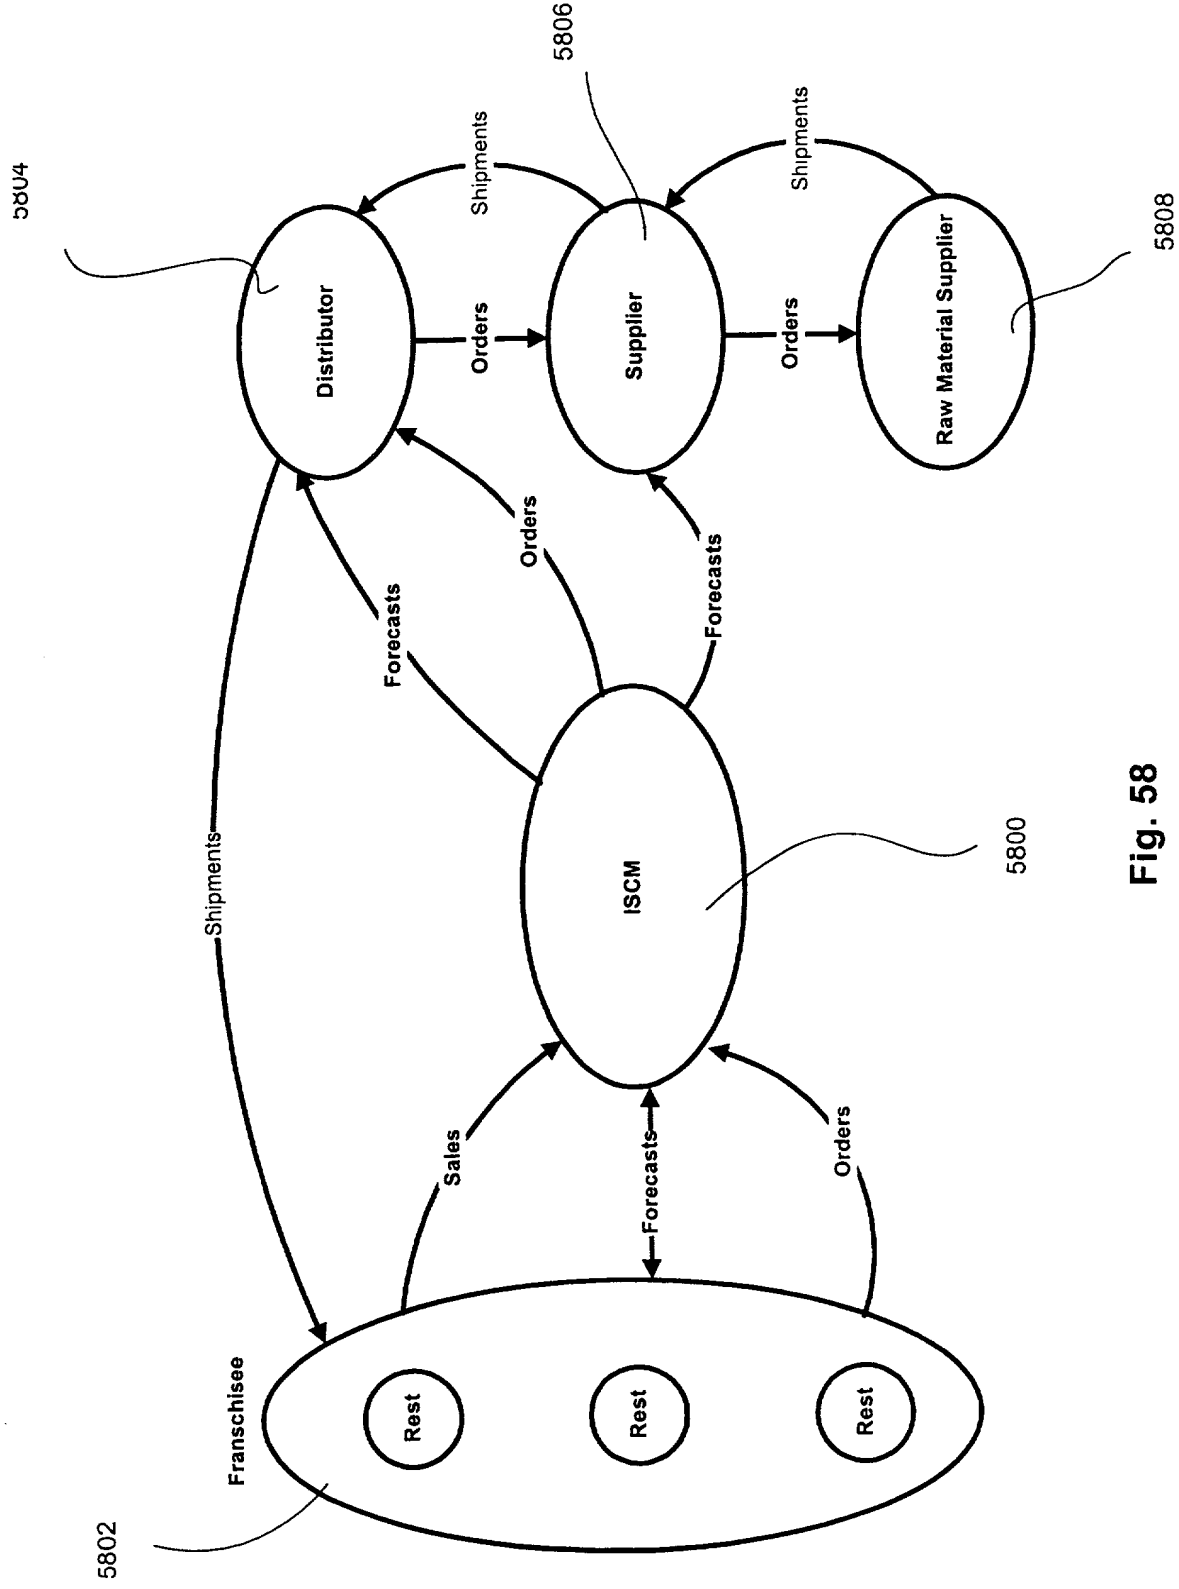 5802
Franschisee
Rest
Rest
Rest
Shipments
Sales
Forecasts
Orders
ISCM
5800
Forecasts
Orders
Forecasts
5804
Distributor
Shipments
Orders
5806
Supplier
Shipments
Orders
Raw Material Supplier
5808
Fig. 58